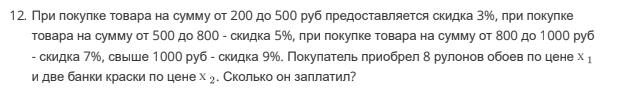 12. При покупке товара на сумму от 200 до 500 руб предоставляется скидка 3%, при покупке
товара на сумму от 500 до 800 - скидка 5%, при покупке товара на сумму от 800 до 1000 руб
- скидка 7%, свыше 1000 руб - скидка 9%. Покупатель приобрел 8 рулонов обоев по цене x 1
и две банки краски по цене x 2. Сколько он заплатил?